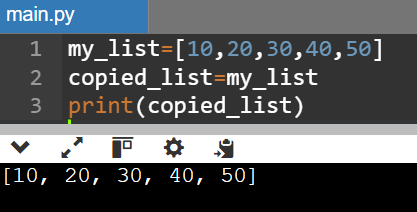 main.py
1 my_list=[10,20,30,40,50]
2 copied_list=my_list
3 print(copied_list)
[10, 20, 30, 40, 50]